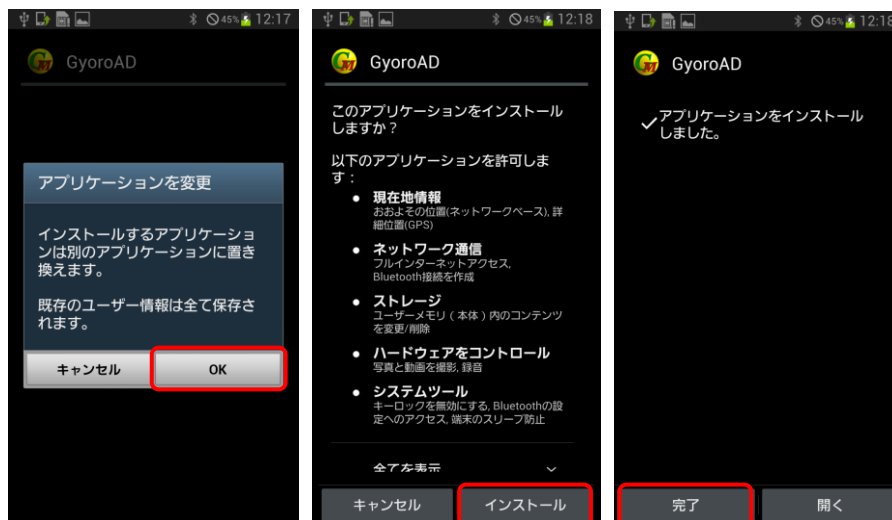 45% 12:17
GyoroAD
アプリケーションを変更
インストールするアプリケーショ
ンは別のアプリケーションに置き
換えます。
既存のユーザー情報は全て保存さ
れます。
キャンセル
OK
45% 12:18
GyoroAD
このアプリケーションをインストール
しますか？
以下のアプリケーションを許可しま
す：
● 現在地情報
おおよその位置(ネットワークベース), 詳
細位置(GPS)
● ネットワーク通信
フルインターネットアクセス,
Bluetooth接続を作成
● ストレージ
ユーザーメモリ ( 本体 ) 内のコンテンツ
を変更/削除
● ハードウェアをコントロール
写真と動画を撮影, 録音
● システムツール
キーロックを無効にする, Bluetoothの設
定へのアクセス, 端末のスリープ防止
全てを表示
キャンセル
インストール
45% 12:18
GyoroAD
アプリケーションをインストール
しました。
完了
開く